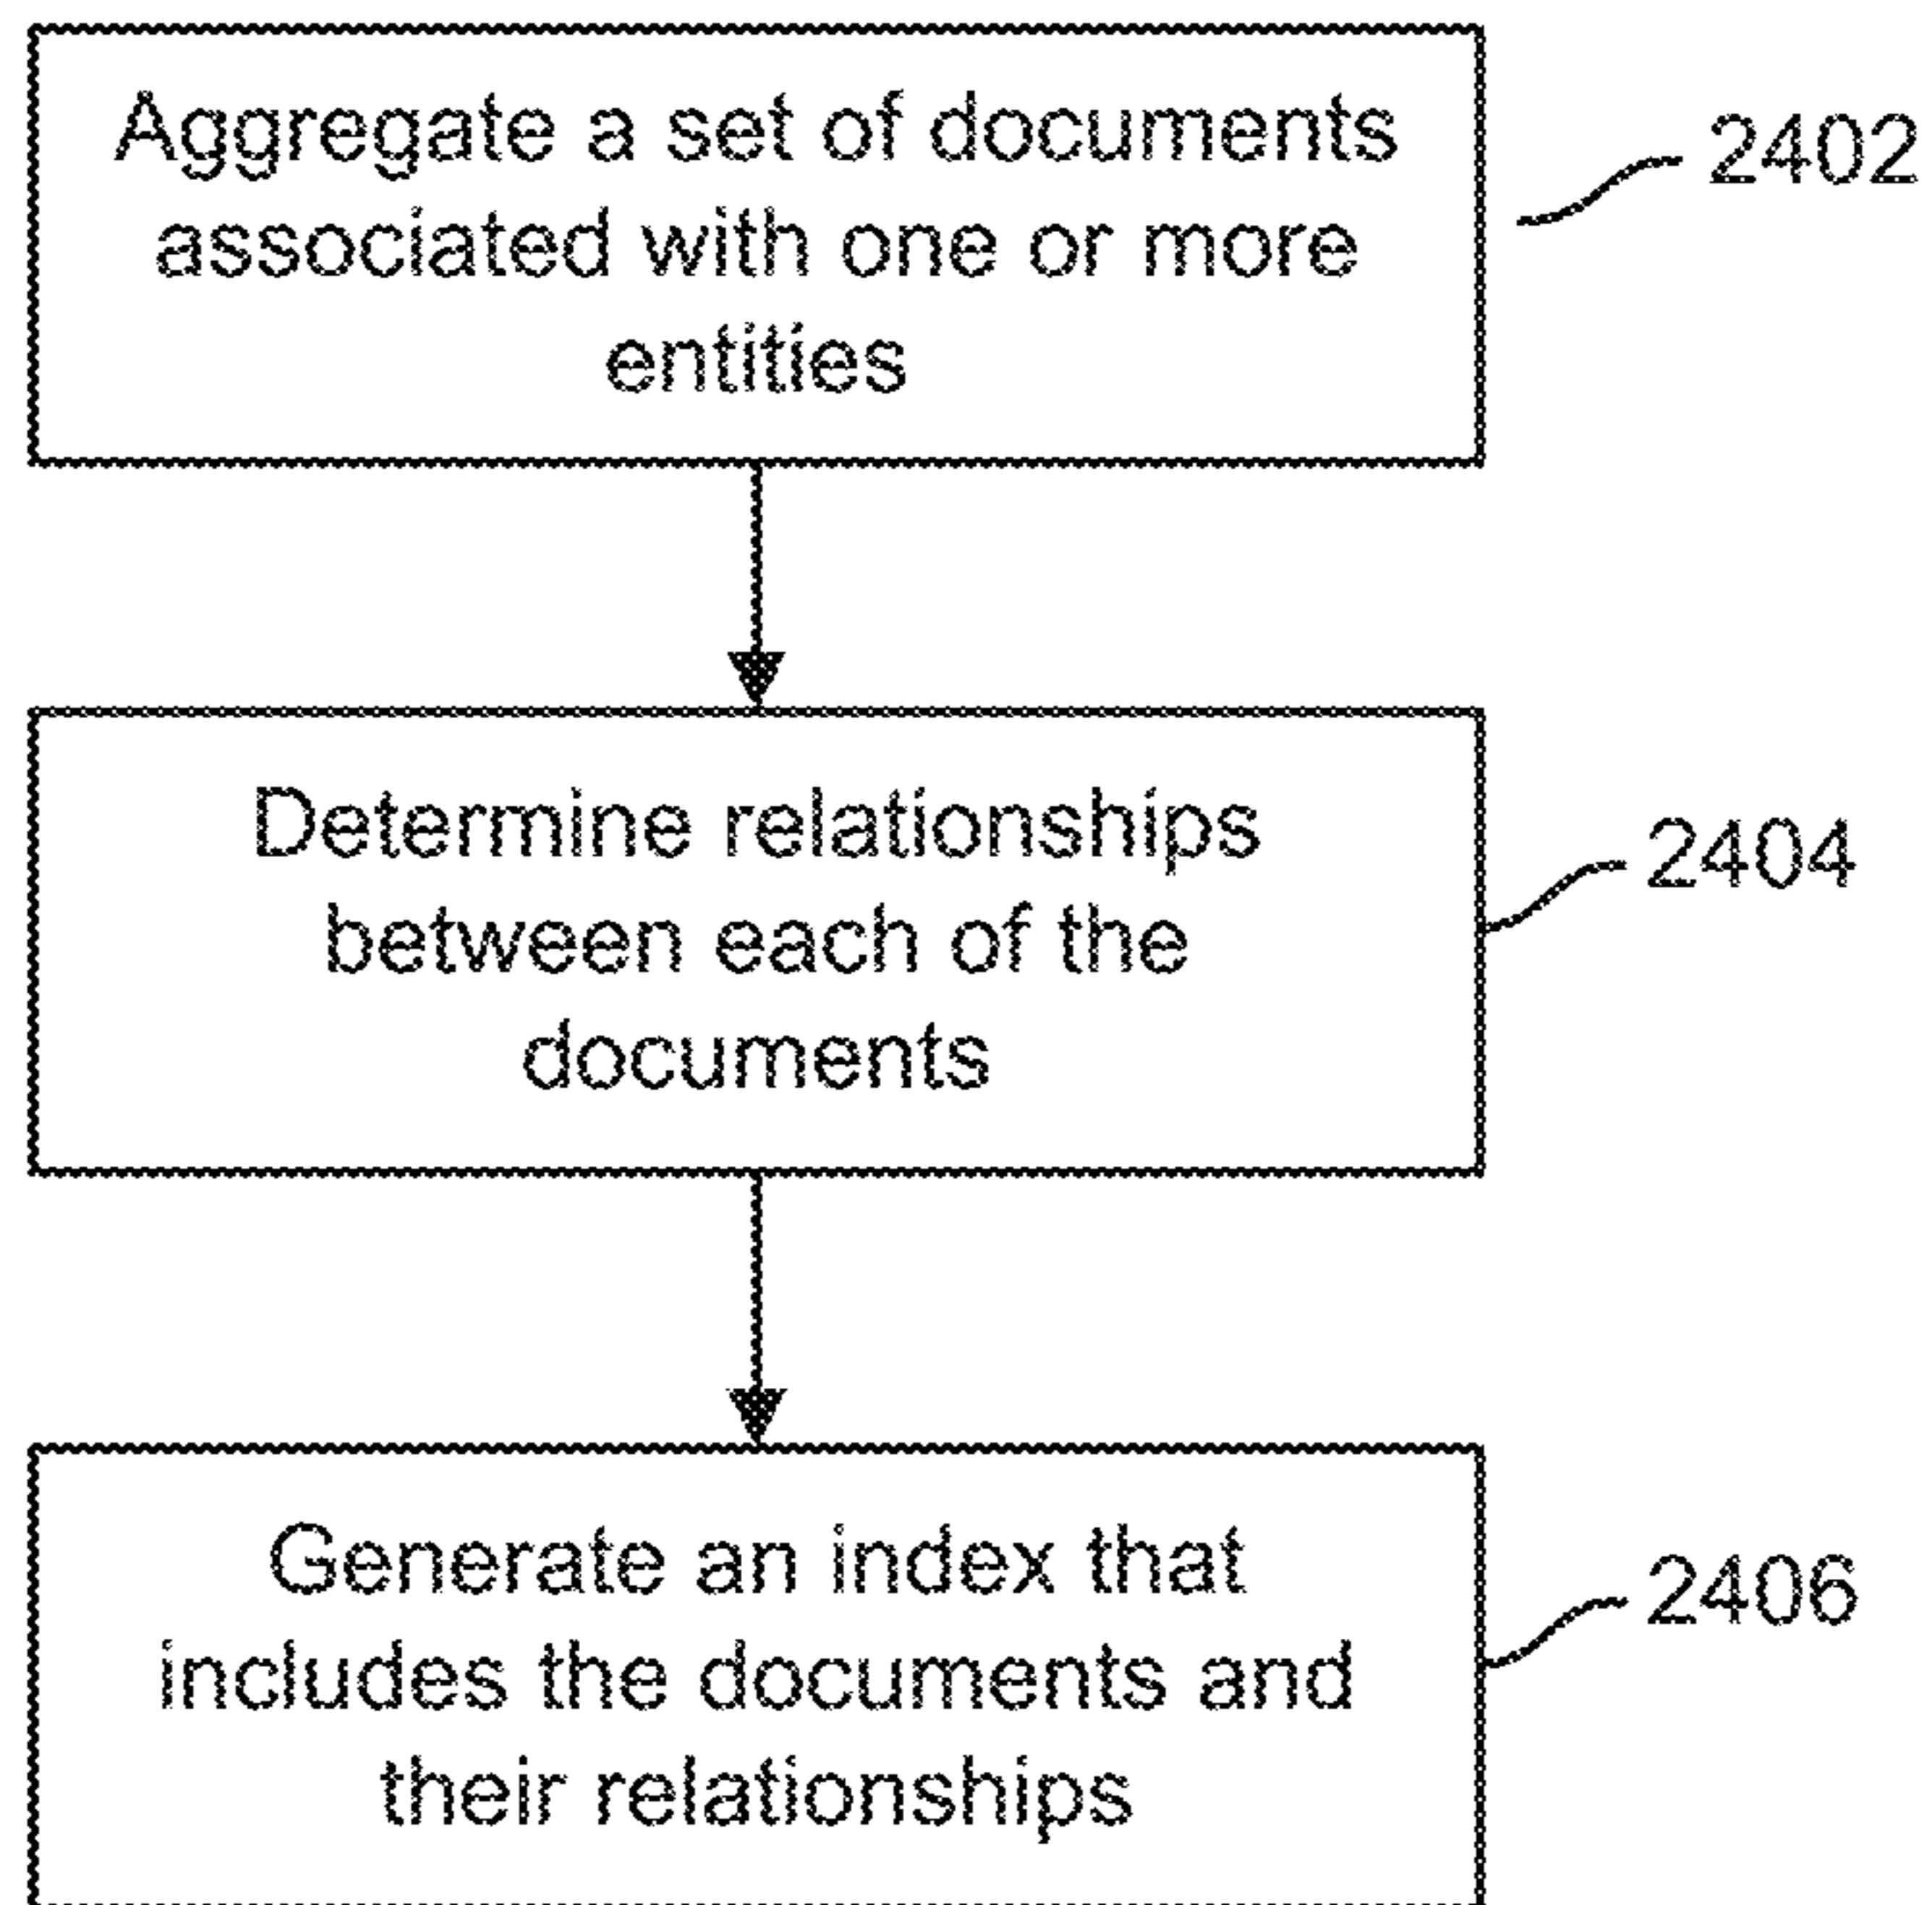 Aggregate a set of documents
associated with one or more
entities
2402
Determine relationships
between each of the
documents
2404
Generate an index that
includes the documents and
their relationships
2406